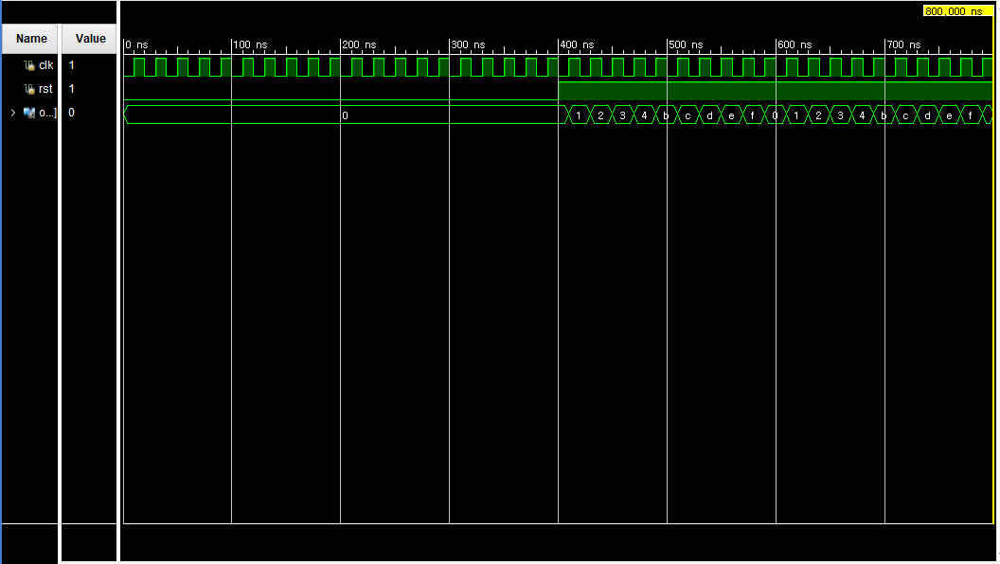 800,000 ns
Name Value
0 ns 100 ns 200 ns 300 ns 400 ns 500 ns 600 ns 700 ns
clk 1
rst 1
o...] 0 0 1 2 3 4 b c d e f 0 1 2 3 4 b c d e f